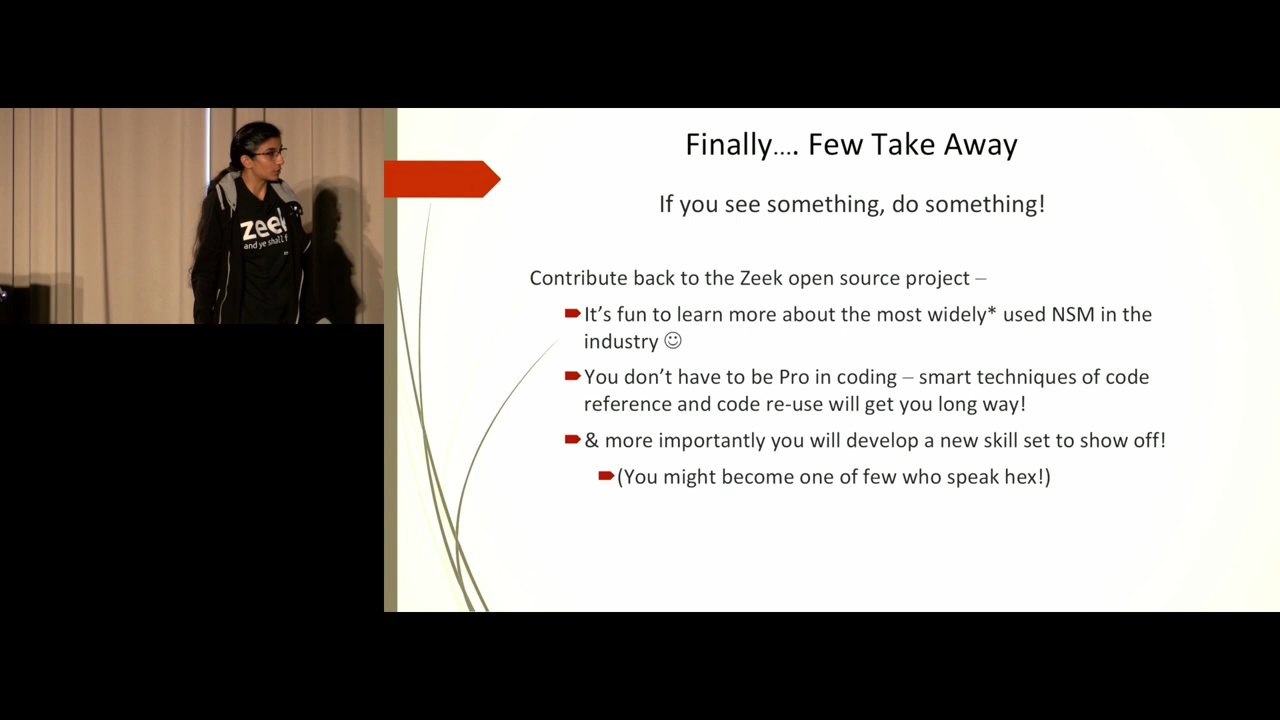 Finally.... Few Take Away
If you see something, do something!
Contribute back to the Zeek open source project –
It’s fun to learn more about the most widely* used NSM in the
industry ☺
You don’t have to be Pro in coding – smart techniques of code
reference and code re-use will get you long way!
& more importantly you will develop a new skill set to show off!
(You might become one of few who speak hex!)
zeek
and ye shall f